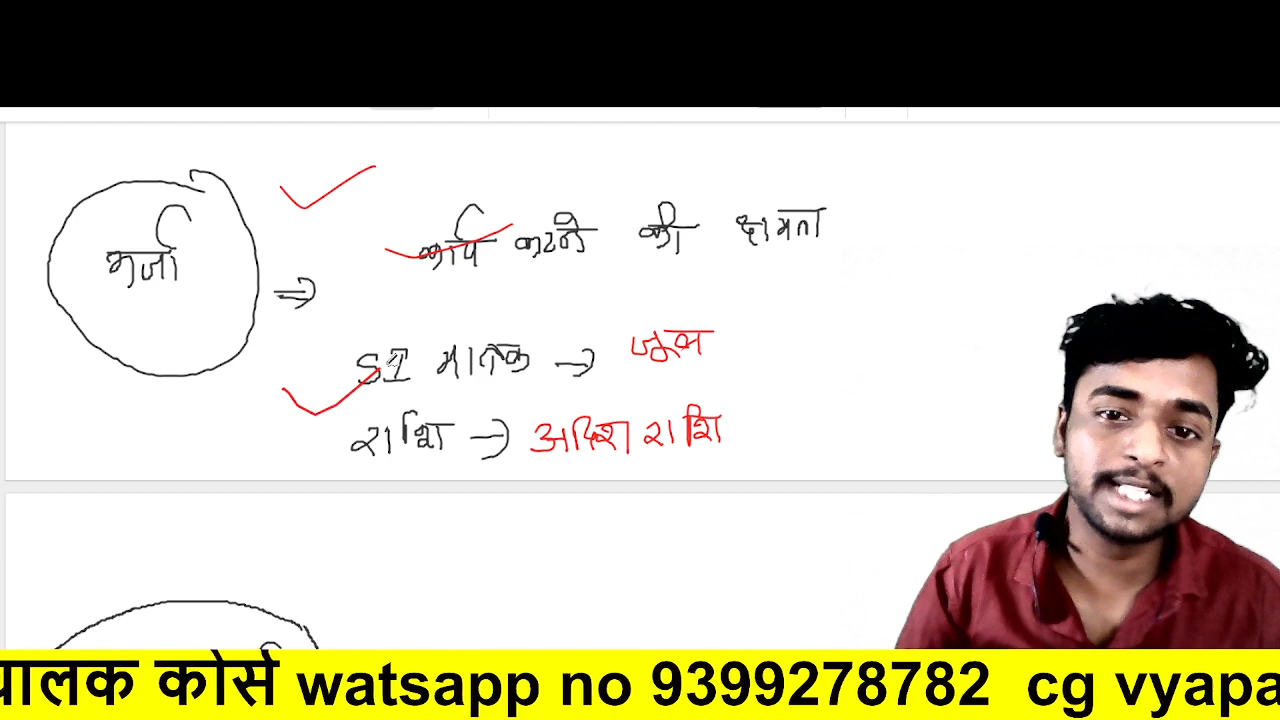 ऊर्जा
कार्य करने की क्षमता
SI मात्रक → जूल
राशि → अदिश राशि
चालक कोर्स watsapp no 9399278782 cg vyapa